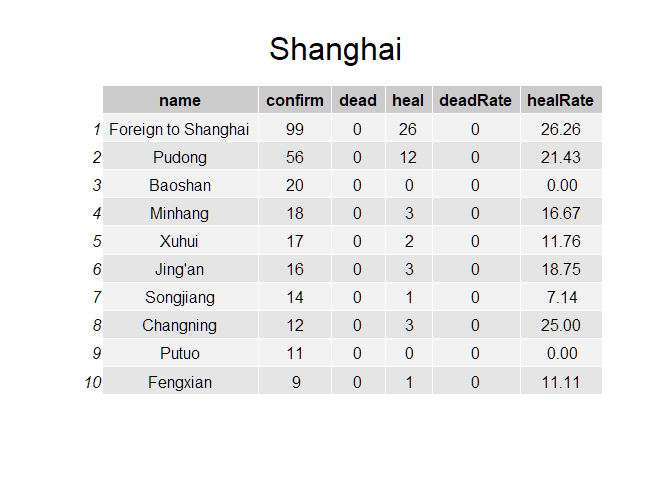 Shanghai
name confirm dead heal deadRate healRate
1 Foreign to Shanghai 99 0 26 0 26.26
2 Pudong 56 0 12 0 21.43
3 Baoshan 20 0 0 0 0.00
4 Minhang 18 0 3 0 16.67
5 Xuhui 17 0 2 0 11.76
6 Jing'an 16 0 3 0 18.75
7 Songjiang 14 0 1 0 7.14
8 Changning 12 0 3 0 25.00
9 Putuo 11 0 0 0 0.00
10 Fengxian 9 0 1 0 11.11